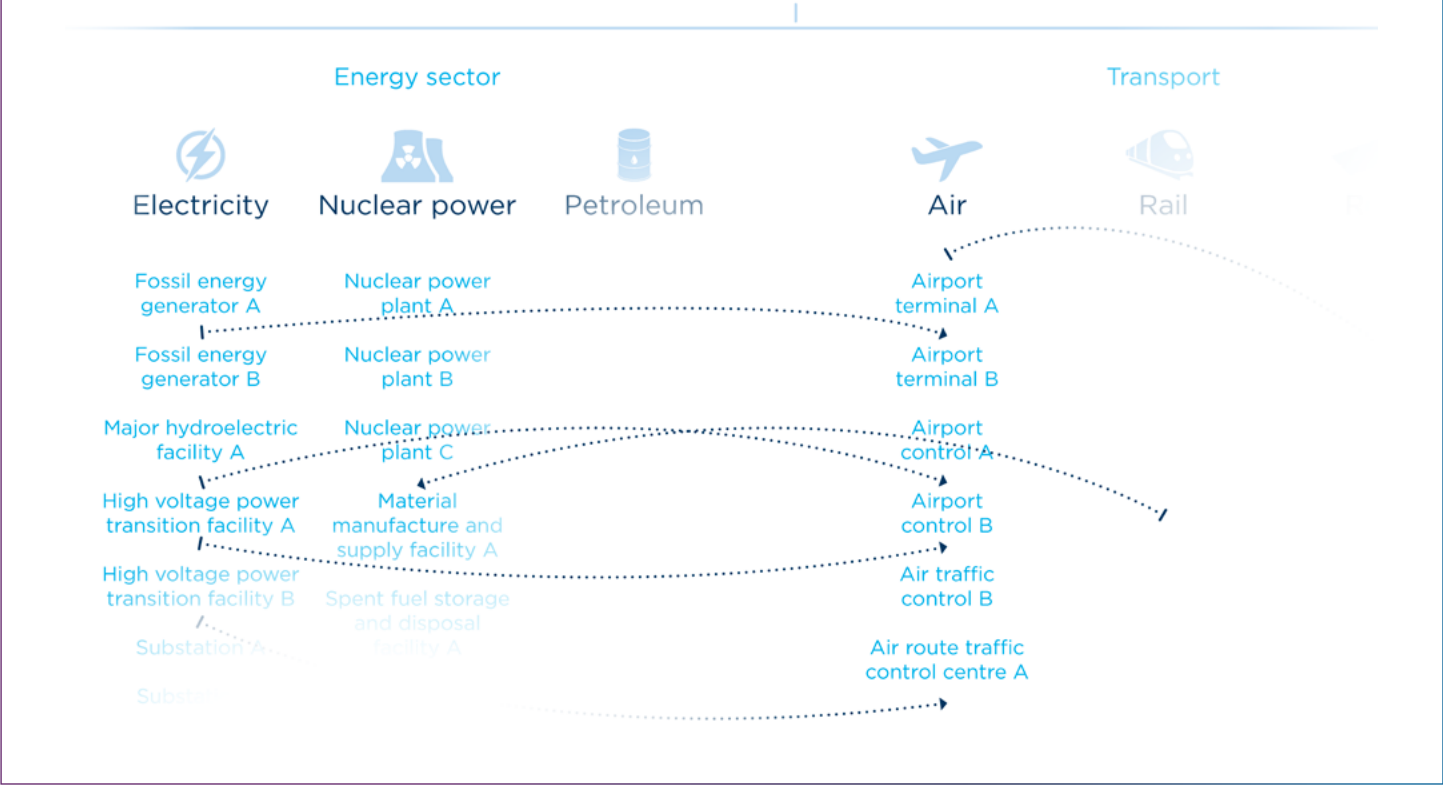 Energy sector
Transport
Electricity
Nuclear power
Petroleum
Air
Rail
Fossil energy
generator A
Fossil energy
generator B
Major hydroelectric
facility A
High voltage power
transition facility A
High voltage power
transition facility B
Substation A
Nuclear power
plant A
Nuclear power
plant B
Nuclear power
plant C
Material
manufacture and
supply facility A
Spent fuel storage
and disposal
facility A
Airport
terminal A
Airport
terminal B
Airport
control A
Airport
control B
Air traffic
control B
Air route traffic
control centre A